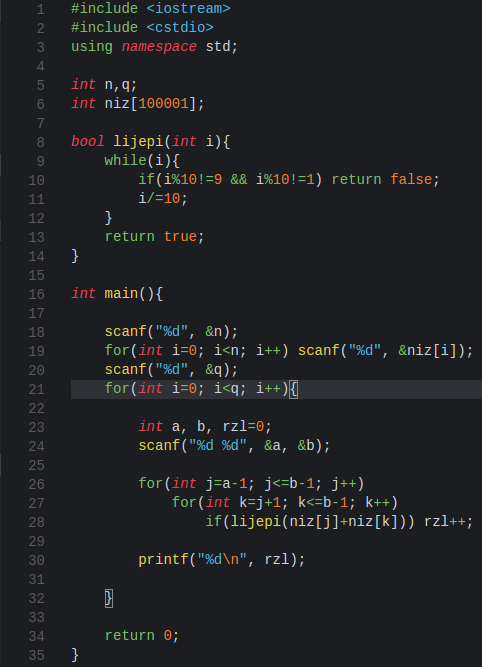 1 #include <iostream>
2 #include <cstdio>
3 using namespace std;
4
5 int n,q;
6 int niz[100001];
7
8 bool lijepi(int i){
9     while(i){
10         if(i%10!=9 && i%10!=1) return false;
11         i/=10;
12     }
13     return true;
14 }
15
16 int main(){
17
18     scanf("%d", &n);
19     for(int i=0; i<n; i++) scanf("%d", &niz[i]);
20     scanf("%d", &q);
21     for(int i=0; i<q; i++){
22
23         int a, b, rzl=0;
24         scanf("%d %d", &a, &b);
25
26         for(int j=a-1; j<=b-1; j++)
27             for(int k=j+1; k<=b-1; k++)
28                 if(lijepi(niz[j]+niz[k])) rzl++;
29
30         printf("%d\n", rzl);
31
32     }
33
34     return 0;
35 }